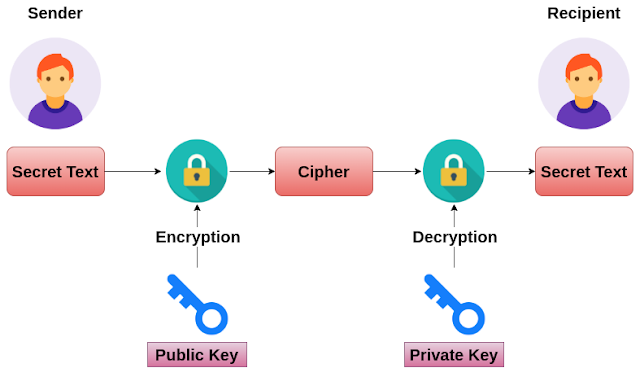 Sender
Recipient
Secret Text
Cipher
Secret Text
Encryption
Decryption
Public Key
Private Key